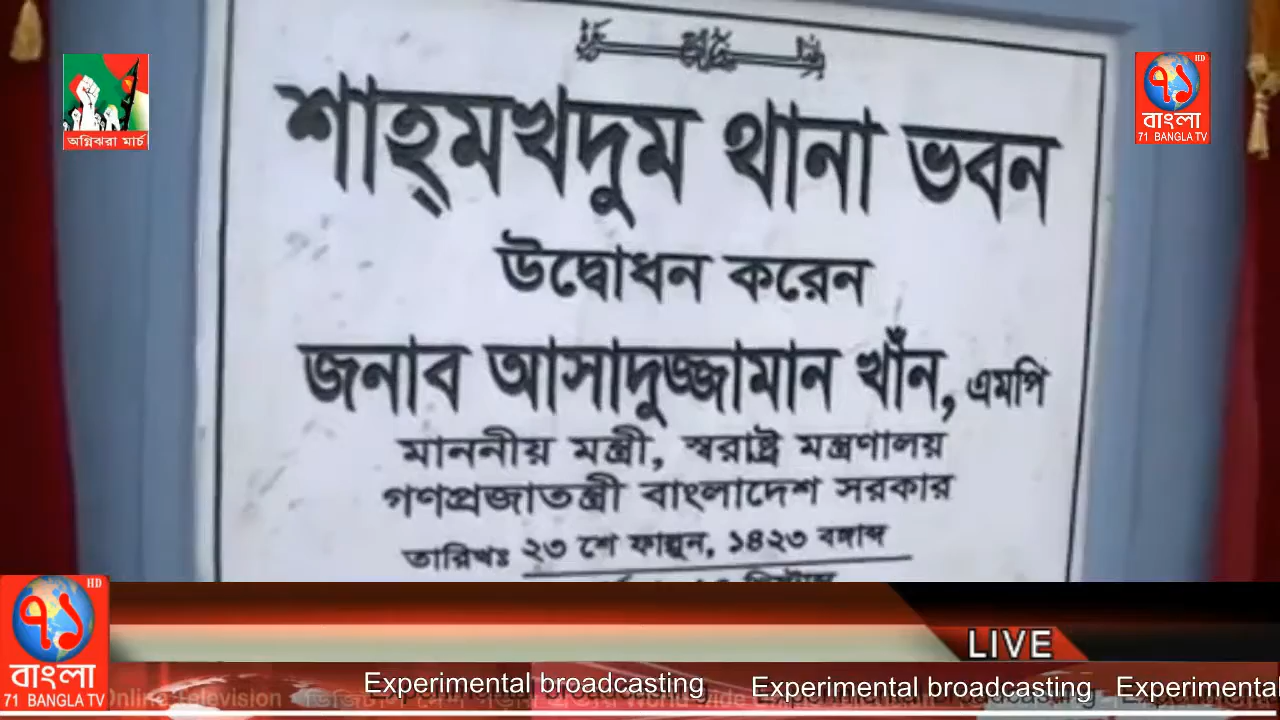 শাহ্‌মখদুম থানা ভবন
উদ্বোধন করেন
জনাব আসাদুজ্জামান খাঁন, এমপি
মাননীয় মন্ত্রী, স্বরাষ্ট্র মন্ত্রণালয়
গণপ্রজাতন্ত্রী বাংলাদেশ সরকার
তারিখঃ ২৩ শে ফাল্গুন, ১৪২৩ বঙ্গাব্দ
অগ্নিঝরা মার্চ
৭১ HD
বাংলা
71 BANGLA TV
LIVE
৭১ HD
বাংলা
71 BANGLA TV
Online Television
Experimental broadcasting Experimental broadcasting Experimental